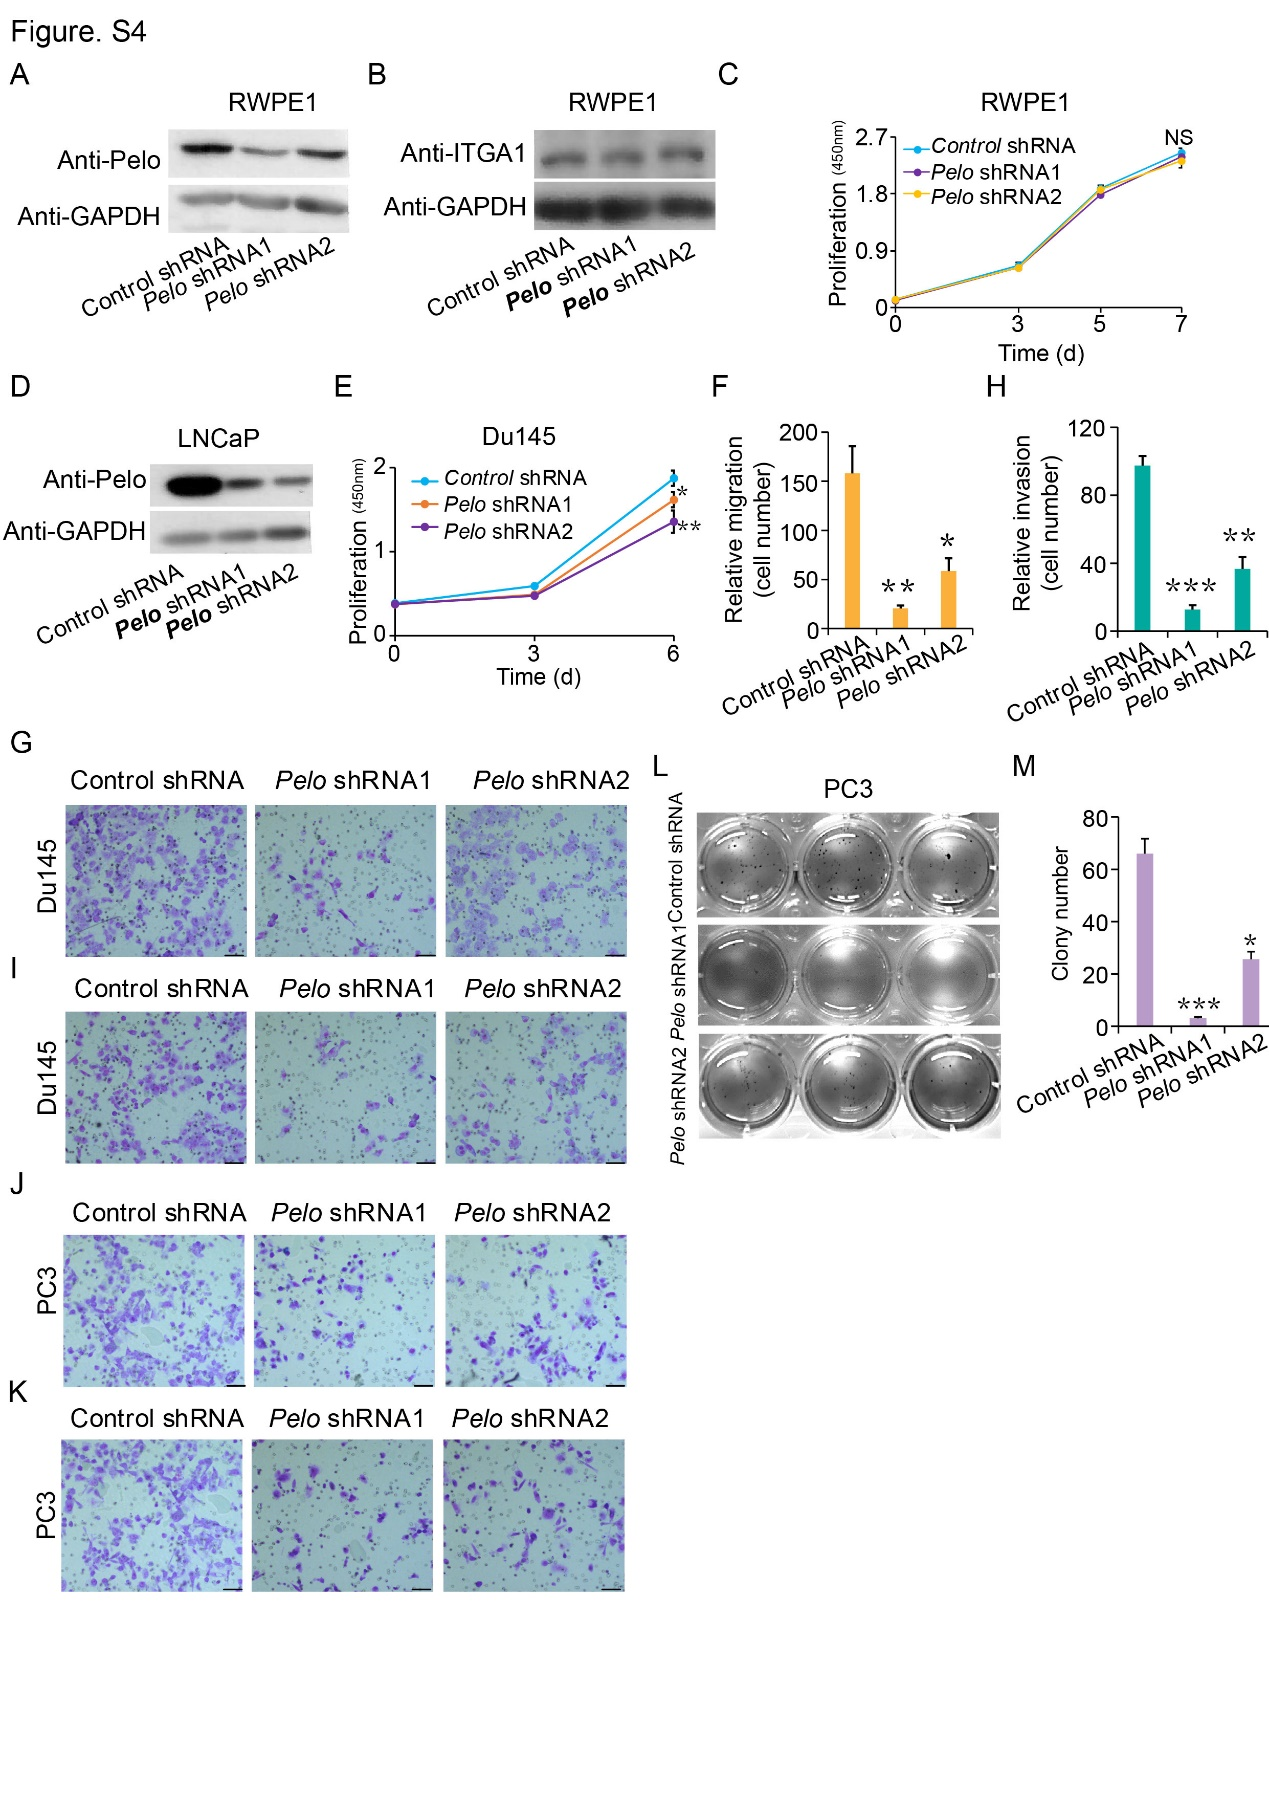 Figure. S4
A
RWPE1
Anti-Pelo
Anti-GAPDH
Control shRNA
Pelo shRNA1
Pelo shRNA2
B
RWPE1
Anti-ITGA1
Anti-GAPDH
Control shRNA
Pelo shRNA1
Pelo shRNA2
C
RWPE1
Proliferation (450nm)
2.7
1.8
0.9
0
Control shRNA
Pelo shRNA1
Pelo shRNA2
NS
0 3 5 7
Time (d)
D
LNCaP
Anti-Pelo
Anti-GAPDH
Control shRNA
Pelo shRNA1
Pelo shRNA2
E
Du145
Proliferation (450nm)
2
1
0
Control shRNA
Pelo shRNA1
Pelo shRNA2
*
**
0 3 6
Time (d)
F
Relative migration
(cell number)
200
150
100
50
0
**
*
Control shRNA
Pelo shRNA1
Pelo shRNA2
H
Relative invasion
(cell number)
120
80
40
0
***
**
Control shRNA
Pelo shRNA1
Pelo shRNA2
G
Control shRNA Pelo shRNA1 Pelo shRNA2
Du145
I
Control shRNA Pelo shRNA1 Pelo shRNA2
Du145
J
Control shRNA Pelo shRNA1 Pelo shRNA2
PC3
K
Control shRNA Pelo shRNA1 Pelo shRNA2
PC3
L
PC3
Control shRNA
Pelo shRNA1
Pelo shRNA2
M
Clony number
80
60
40
20
0
***
*
Control shRNA
Pelo shRNA1
Pelo shRNA2